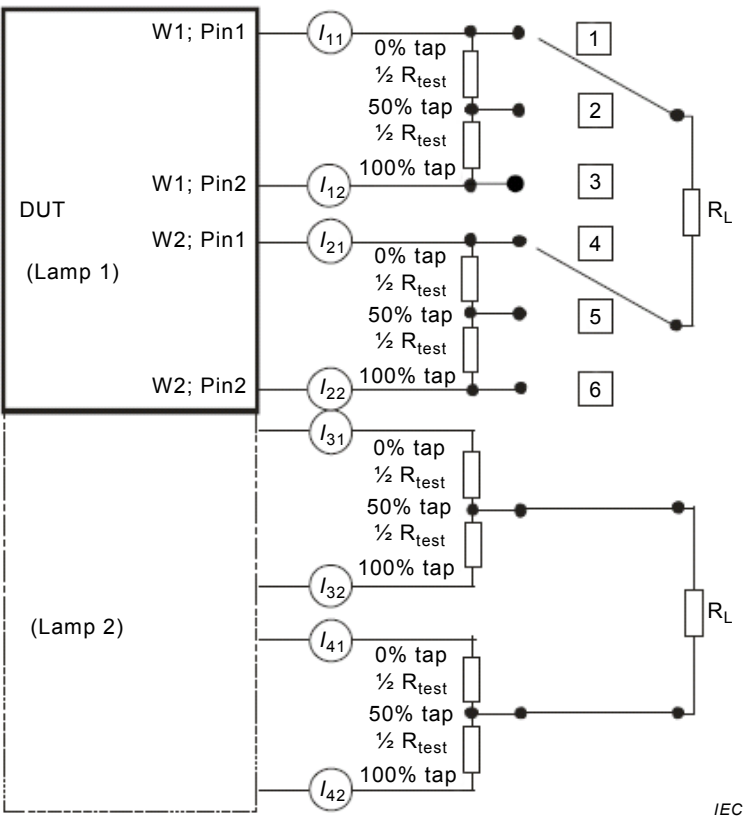 W1; Pin1
I11
0% tap
½ Rtest
50% tap
½ Rtest
100% tap
W1; Pin2
I12
1
2
3
DUT
(Lamp 1)
RL
W2; Pin1
I21
0% tap
½ Rtest
50% tap
½ Rtest
100% tap
W2; Pin2
I22
4
5
6
I31
0% tap
½ Rtest
50% tap
½ Rtest
100% tap
I32
(Lamp 2)
RL
I41
0% tap
½ Rtest
50% tap
½ Rtest
100% tap
I42
IEC